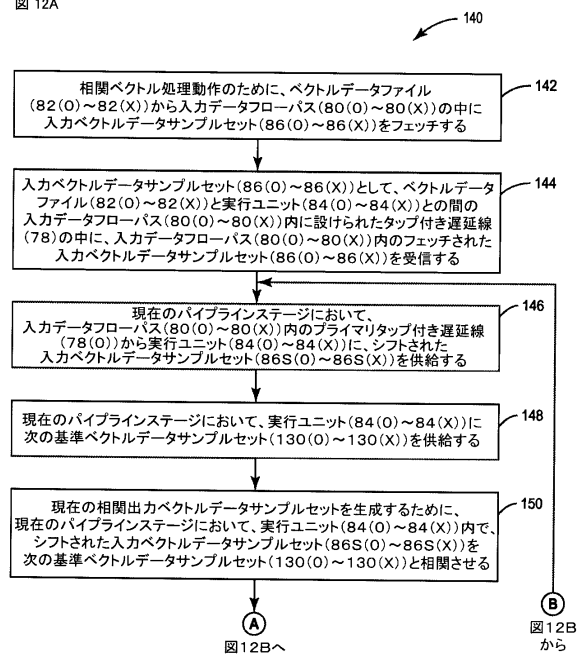 図 12A
140
相関ベクトル処理動作のために、ベクトルデータファイル
(82(0)～82(X))から入力データフローパス(80(0)～80(X))の中に
入力ベクトルデータサンプルセット(86(0)～86(X))をフェッチする
142
入力ベクトルデータサンプルセット(86(0)～86(X))として、ベクトルデータ
ファイル(82(0)～82(X))と実行ユニット(84(0)～84(X))との間の
入力データフローパス(80(0)～80(X))内に設けられたタップ付き遅延線
(78)の中に、入力データフローパス(80(0)～80(X))内のフェッチされた
入力ベクトルデータサンプルセット(86(0)～86(X))を受信する
144
現在のパイプラインステージにおいて、
入力データフローパス(80(0)～80(X))内のプライマリタップ付き遅延線
(78(0))から実行ユニット(84(0)～84(X))に、シフトされた
入力ベクトルデータサンプルセット(86S(0)～86S(X))を供給する
146
現在のパイプラインステージにおいて、実行ユニット(84(0)～84(X))に
次の基準ベクトルデータサンプルセット(130(0)～130(X))を供給する
148
現在の相関出力ベクトルデータサンプルセットを生成するために、
現在のパイプラインステージにおいて、実行ユニット(84(0)～84(X))内で、
シフトされた入力ベクトルデータサンプルセット(86S(0)～86S(X))を
次の基準ベクトルデータサンプルセット(130(0)～130(X))と相関させる
150
A
図12Bへ
B
図12B
から